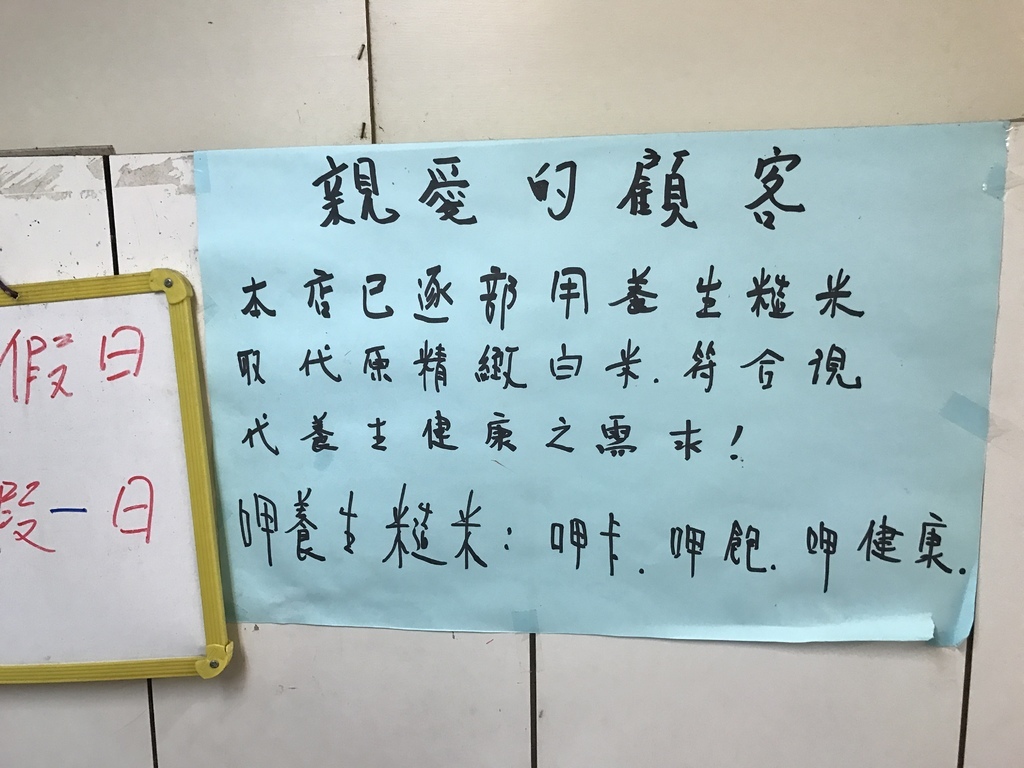 親愛的顧客
本店已逐部用養生糙米
取代原精緻白米.符合現
代養生健康之需求!
呷養生糙米:呷卡.呷飽.呷健康.
假日
假一日